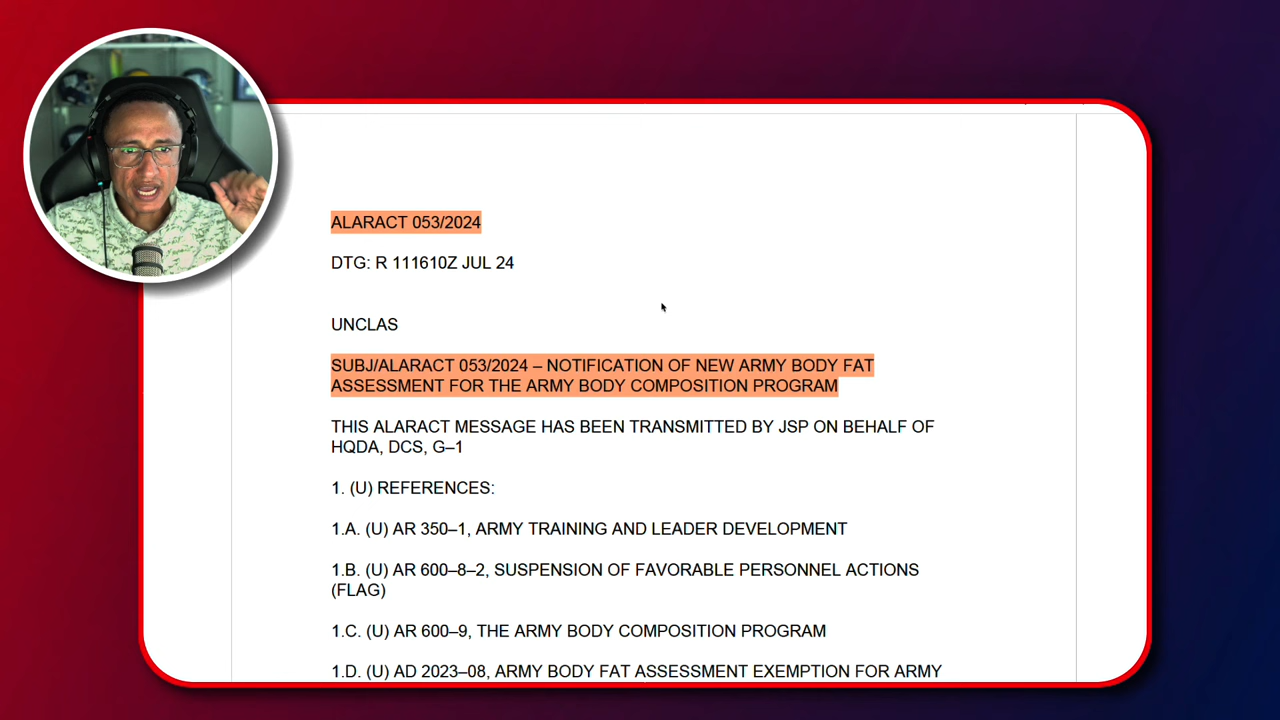 ALARACT 053/2024
DTG: R 111610Z JUL 24
UNCLAS
SUBJ/ALARACT 053/2024 – NOTIFICATION OF NEW ARMY BODY FAT
ASSESSMENT FOR THE ARMY BODY COMPOSITION PROGRAM
THIS ALARACT MESSAGE HAS BEEN TRANSMITTED BY JSP ON BEHALF OF
HQDA, DCS, G–1
1. (U) REFERENCES:
1.A. (U) AR 350–1, ARMY TRAINING AND LEADER DEVELOPMENT
1.B. (U) AR 600–8–2, SUSPENSION OF FAVORABLE PERSONNEL ACTIONS
(FLAG)
1.C. (U) AR 600–9, THE ARMY BODY COMPOSITION PROGRAM
1.D. (U) AD 2023–08, ARMY BODY FAT ASSESSMENT EXEMPTION FOR ARMY